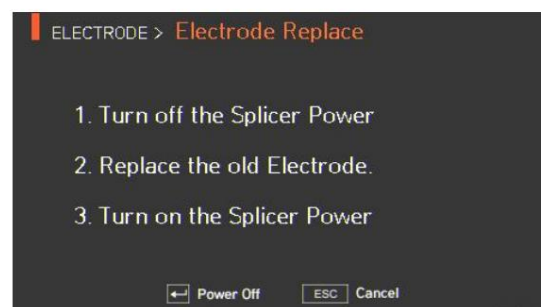 ELECTRODE > Electrode Replace
1. Turn off the Splicer Power
2. Replace the old Electrode.
3. Turn on the Splicer Power
↵ Power Off ESC Cancel